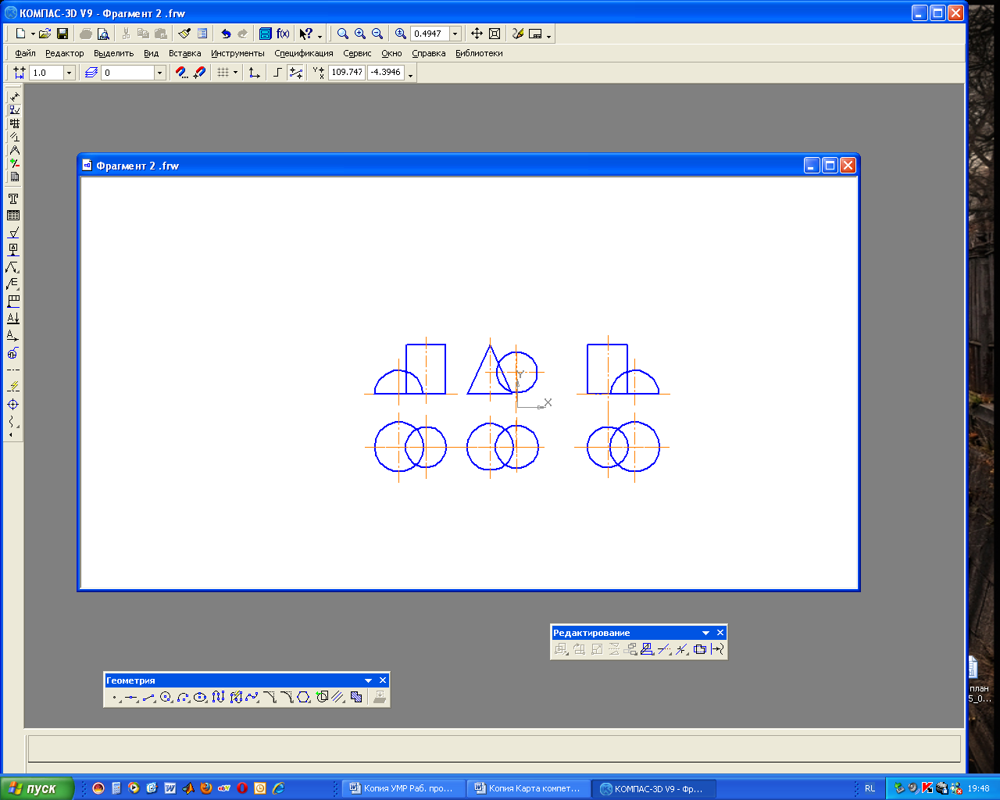 КОМПАС-3D V9 - Фрагмент 2 .frw
0.4947
f(x)
Файл Редактор Выделить Вид Вставка Инструменты Спецификация Сервис Окно Справка Библиотеки
1.0 0 109.747 -4.3946
Фрагмент 2 .frw
Y
X
Редактирование
Геометрия
план
5_0...
пуск Копия УМР Раб. про... Копия Карта компет... КОМПАС-3D V9 - Фр... RL 19:48